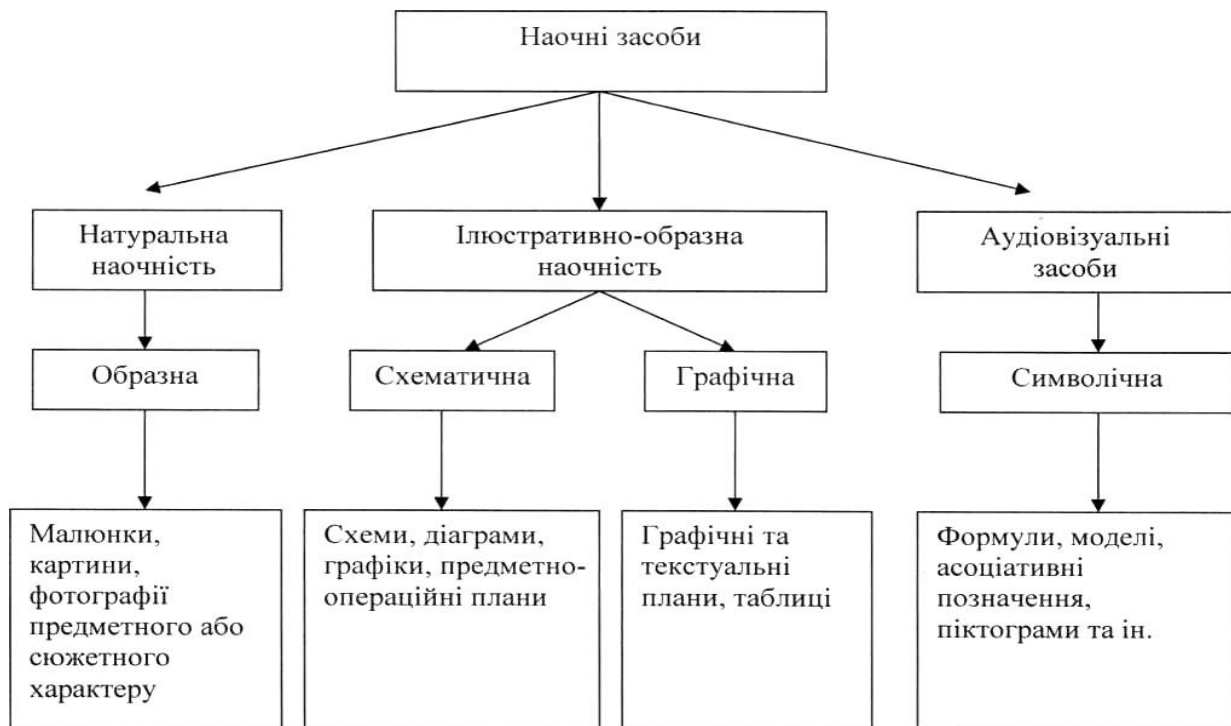 Наочні засоби
Натуральна
наочність
Ілюстративно-образна
наочність
Аудіовізуальні
засоби
Образна
Схематична
Графічна
Символічна
Малюнки,
картини,
фотографії
предметного або
сюжетного
характеру
Схеми, діаграми,
графіки, предметно-
операційні плани
Графічні та
текстуальні
плани, таблиці
Формули, моделі,
асоціативні
позначення,
піктограми та ін.